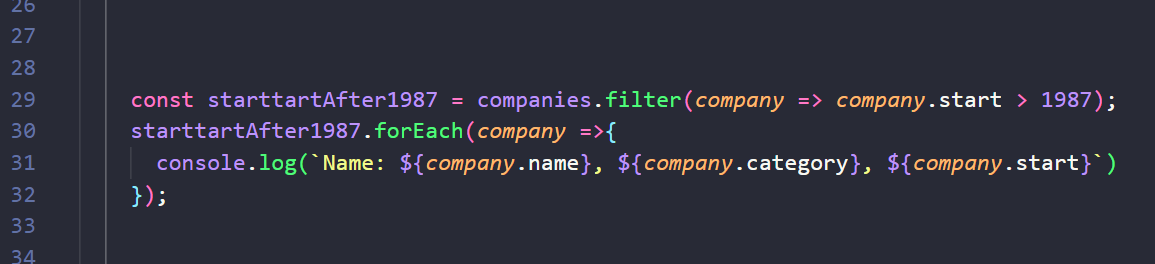 26
27
28
29 const starttartAfter1987 = companies.filter(company => company.start > 1987);
30 starttartAfter1987.forEach(company =>{
31 console.log(`Name: ${company.name}, ${company.category}, ${company.start}`)
32 });
33
34